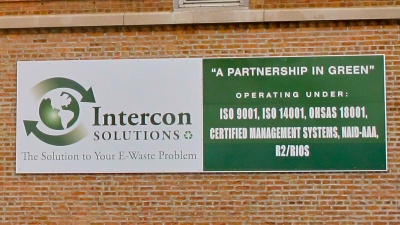 Intercon
SOLUTIONS
The Solution to Your E-Waste Problem
"A PARTNERSHIP IN GREEN"
OPERATING UNDER:
ISO 9001, ISO 14001, OHSAS 18001,
CERTIFIED MANAGEMENT SYSTEMS, NAID-AAA,
R2/RIOS